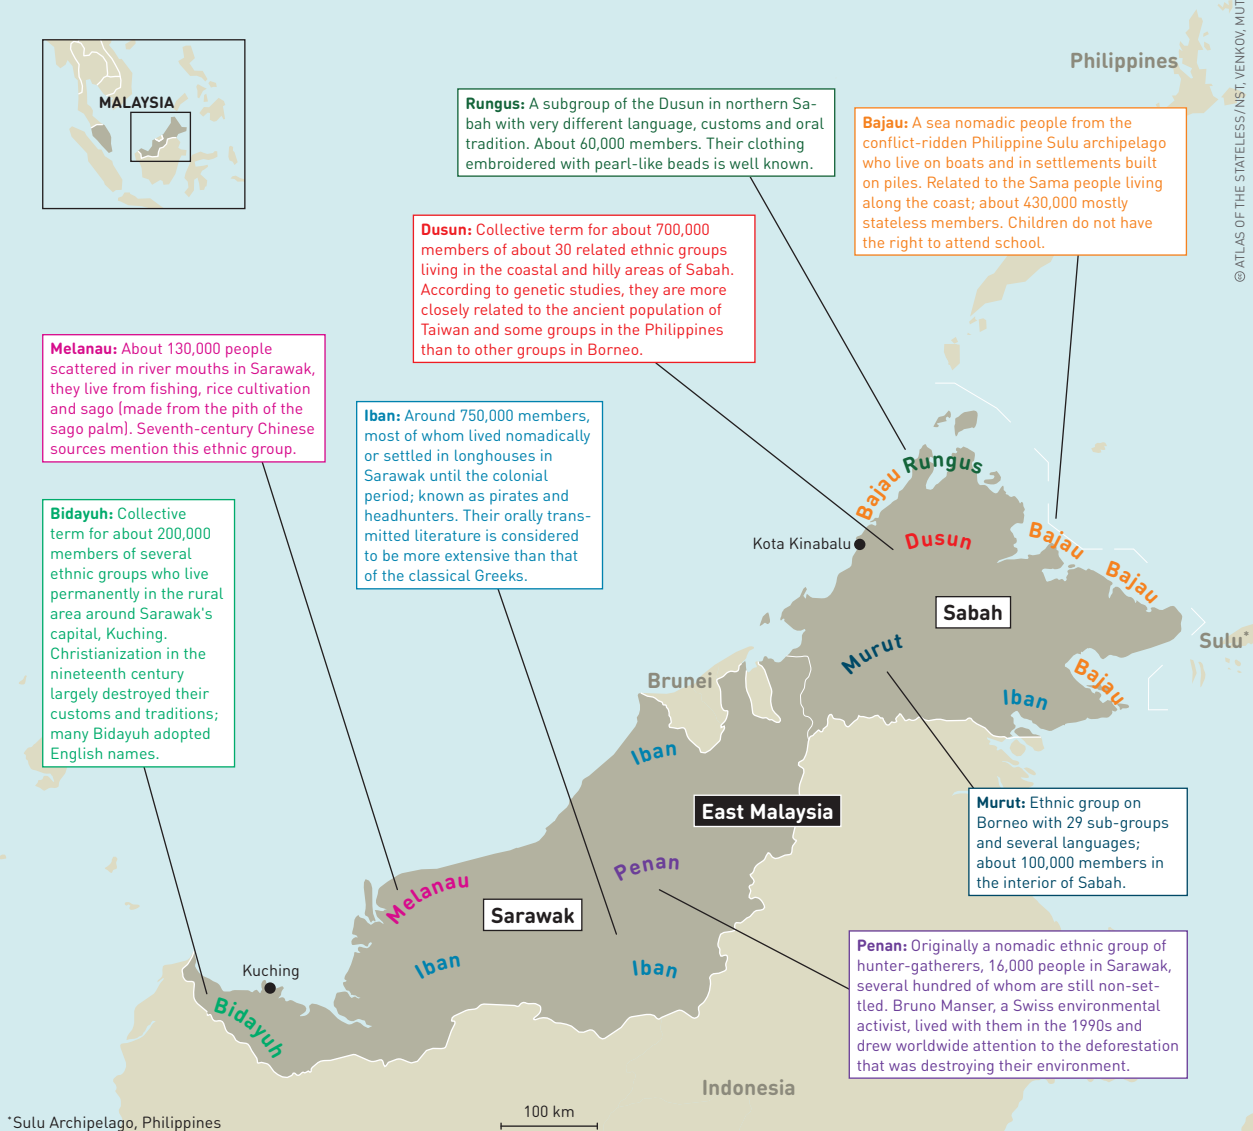 MALAYSIA
Philippines
© ATLAS OF THE STATELESS/NST, VENKOV, MUT
Rungus: A subgroup of the Dusun in northern Sa-
bah with very different language, customs and oral
tradition. About 60,000 members. Their clothing
embroidered with pearl-like beads is well known.
Bajau: A sea nomadic people from the
conflict-ridden Philippine Sulu archipelago
who live on boats and in settlements built
on piles. Related to the Sama people living
along the coast; about 430,000 mostly
stateless members. Children do not have
the right to attend school.
Dusun: Collective term for about 700,000
members of about 30 related ethnic groups
living in the coastal and hilly areas of Sabah.
According to genetic studies, they are more
closely related to the ancient population of
Taiwan and some groups in the Philippines
than to other groups in Borneo.
Melanau: About 130,000 people
scattered in river mouths in Sarawak,
they live from fishing, rice cultivation
and sago (made from the pith of the
sago palm). Seventh-century Chinese
sources mention this ethnic group.
Iban: Around 750,000 members,
most of whom lived nomadically
or settled in longhouses in
Sarawak until the colonial
period; known as pirates and
headhunters. Their orally trans-
mitted literature is considered
to be more extensive than that
of the classical Greeks.
Bidayuh: Collective
term for about 200,000
members of several
ethnic groups who live
permanently in the rural
area around Sarawak's
capital, Kuching.
Christianization in the
nineteenth century
largely destroyed their
customs and traditions;
many Bidayuh adopted
English names.
Rungus
Bajau
Kota Kinabalu
Dusun
Bajau
Bajau
Sabah
Sulu*
Murut
Brunei
Bajau
Iban
Iban
East Malaysia
Murut: Ethnic group on
Borneo with 29 sub-groups
and several languages;
about 100,000 members in
the interior of Sabah.
Penan
Melanau
Sarawak
Iban
Iban
Kuching
Bidayuh
Penan: Originally a nomadic ethnic group of
hunter-gatherers, 16,000 people in Sarawak,
several hundred of whom are still non-set-
tled. Bruno Manser, a Swiss environmental
activist, lived with them in the 1990s and
drew worldwide attention to the deforestation
that was destroying their environment.
Indonesia
100 km
*Sulu Archipelago, Philippines